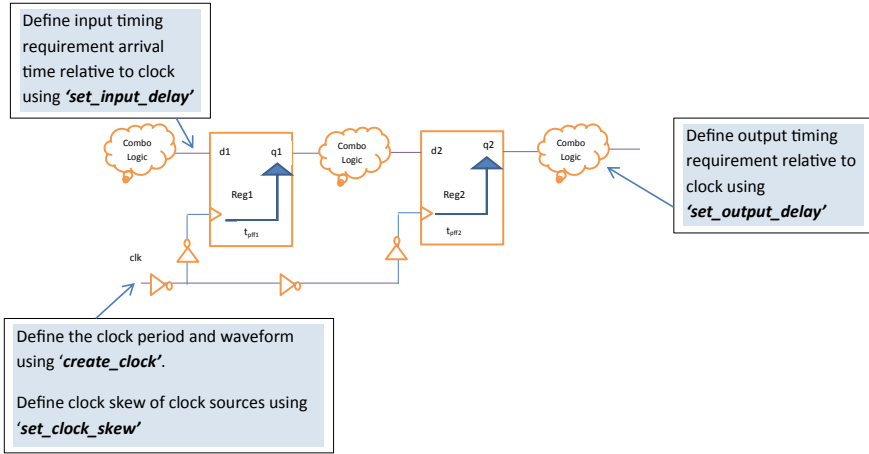 Define input timing
requirement arrival
time relative to clock
using ‘set_input_delay’
Combo
Logic
d1
q1
Reg1
tpff1
Combo
Logic
d2
q2
Reg2
tpff2
Combo
Logic
Define output timing
requirement relative to
clock using
‘set_output_delay’
clk
Define the clock period and waveform
using ‘create_clock’.
Define clock skew of clock sources using
‘set_clock_skew’